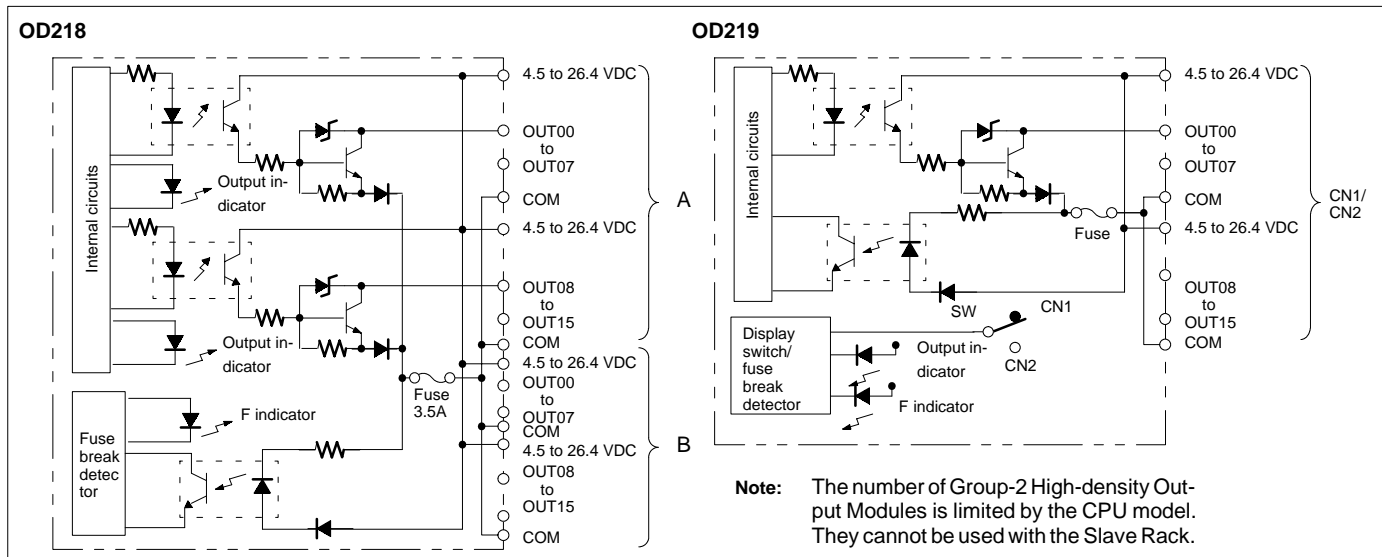 OD218
Internal circuits
4.5 to 26.4 VDC
OUT00
to
OUT07
Output in-
dicator
COM
A
4.5 to 26.4 VDC
OUT08
to
OUT15
COM
Output in-
dicator
4.5 to 26.4 VDC
OUT00
to
OUT07
COM
Fuse
3.5A
F indicator
Fuse
break
detec
tor
4.5 to 26.4 VDC
B
OUT08
to
OUT15
COM
OD219
Internal circuits
4.5 to 26.4 VDC
OUT00
to
OUT07
COM
CN1/
CN2
Fuse
4.5 to 26.4 VDC
OUT08
to
OUT15
COM
SW
CN1
CN2
Display
switch/
fuse
break
detector
Output in-
dicator
F indicator
Note: The number of Group-2 High-density Out-
put Modules is limited by the CPU model.
They cannot be used with the Slave Rack.